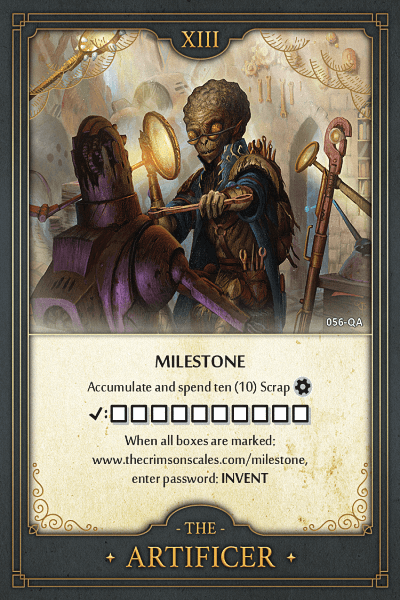 XIII
056-QA
MILESTONE
Accumulate and spend ten (10) Scrap
✓:□□□□□□□□□□
When all boxes are marked:
www.thecrimsonscales.com/milestone,
enter password: INVENT
- THE -
ARTIFICER